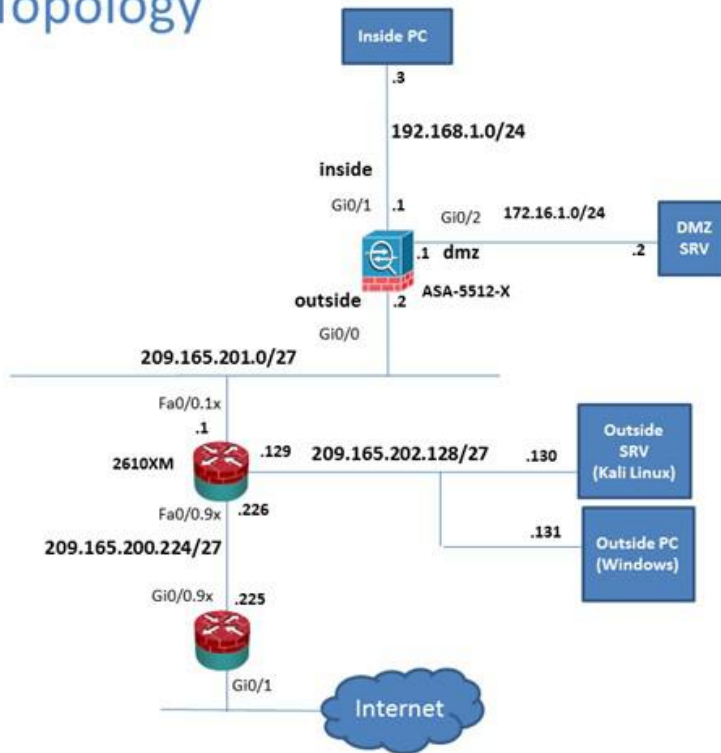 Topology
Inside PC
.3
192.168.1.0/24
inside
Gi0/1
.1
Gi0/2
172.16.1.0/24
DMZ
SRV
.1
dmz
.2
ASA-5512-X
outside
.2
Gi0/0
209.165.201.0/27
Fa0/0.1x
.1
2610XM
.129
209.165.202.128/27
.130
Outside
SRV
(Kali Linux)
Fa0/0.9x
.226
209.165.200.224/27
.131
Outside PC
(Windows)
Gi0/0.9x
.225
Gi0/1
Internet